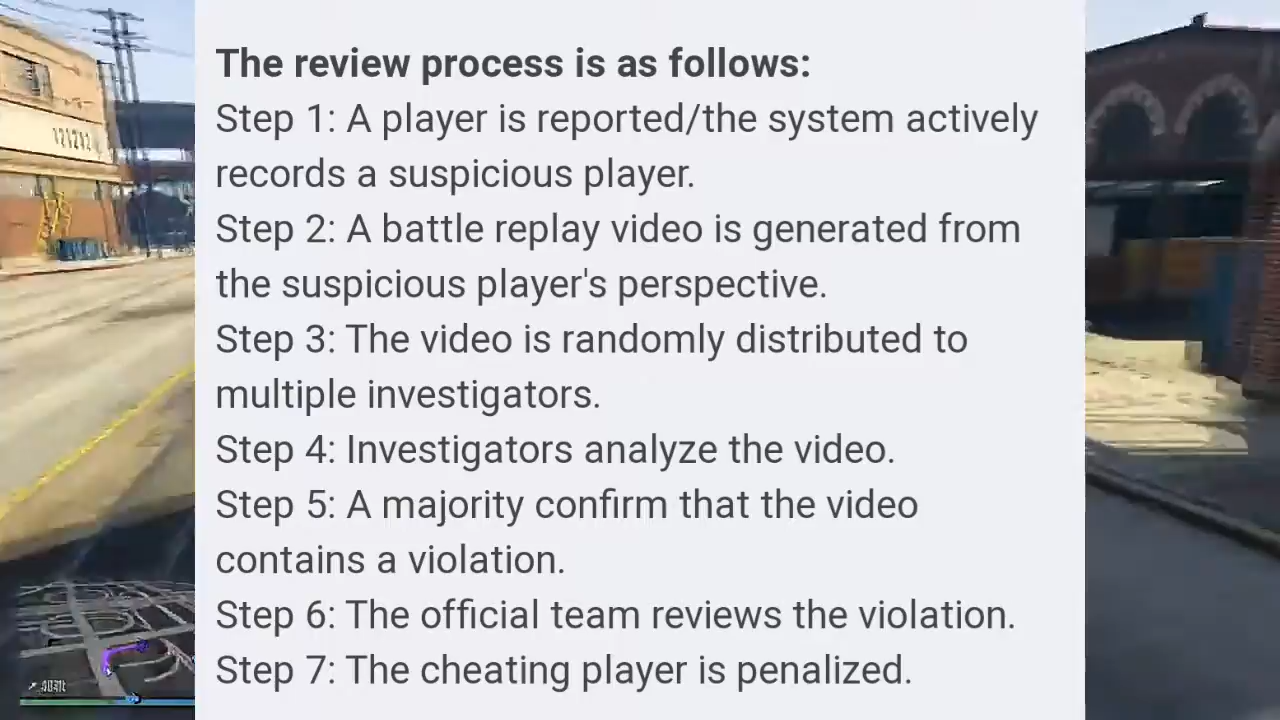 The review process is as follows:
Step 1: A player is reported/the system actively
records a suspicious player.
Step 2: A battle replay video is generated from
the suspicious player's perspective.
Step 3: The video is randomly distributed to
multiple investigators.
Step 4: Investigators analyze the video.
Step 5: A majority confirm that the video
contains a violation.
Step 6: The official team reviews the violation.
Step 7: The cheating player is penalized.